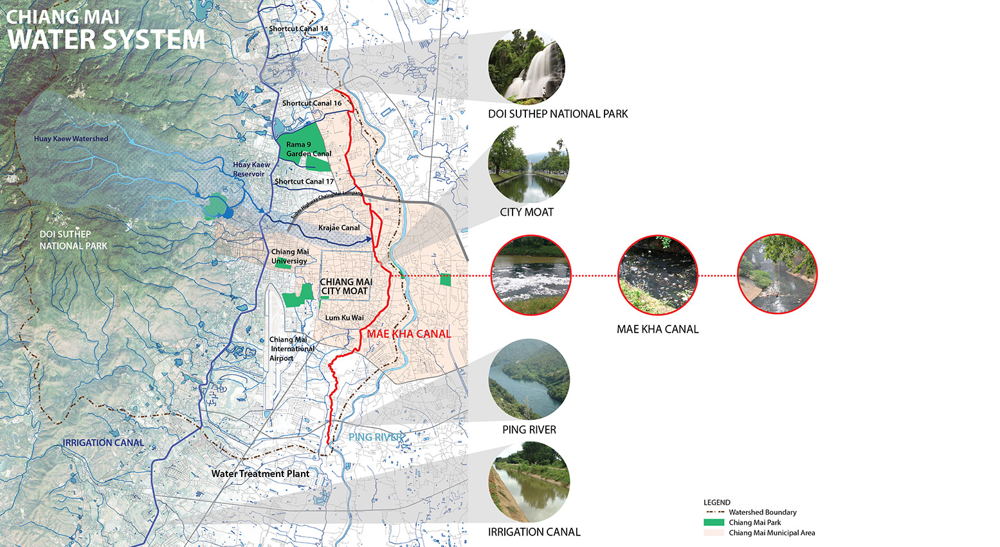 CHIANG MAI
WATER SYSTEM
Shortcut Canal 14
Shortcut Canal 16
Huay Kaew Watershed
Rama 9
Garden Canal
Huay Kaew
Reservoir
Shortcut Canal 17
Super Highway ChaingMai Lumpang
Krajae Canal
DOI SUTHEP
NATIONAL PARK
Chiang Mai
Universigy
CHIANG MAI
CITY MOAT
Lum Ku Wai
MAE KHA CANAL
Chiang Mai
International
Airport
IRRIGATION CANAL
PING RIVER
Water Treatment Plant
DOI SUTHEP NATIONAL PARK
CITY MOAT
MAE KHA CANAL
PING RIVER
IRRIGATION CANAL
LEGEND
Watershed Boundary
Chiang Mai Park
Chiang Mai Municipal Area